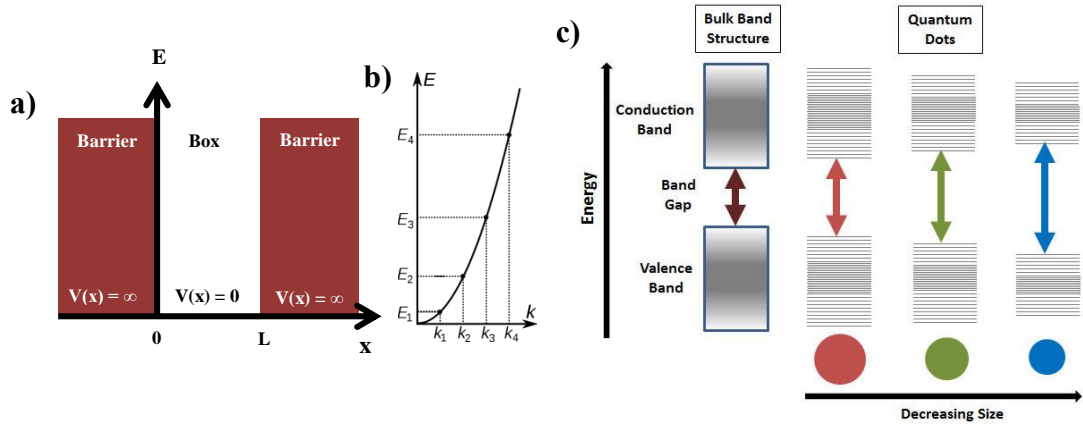 a)
E
Barrier
Box
Barrier
V(x) = ∞
V(x) = 0
V(x) = ∞
0
L
x
b)
E
E4
E3
E2
E1
k
k1
k2
k3
k4
c)
Bulk Band
Structure
Quantum
Dots
Energy
Conduction
Band
Band
Gap
Valence
Band
Decreasing Size